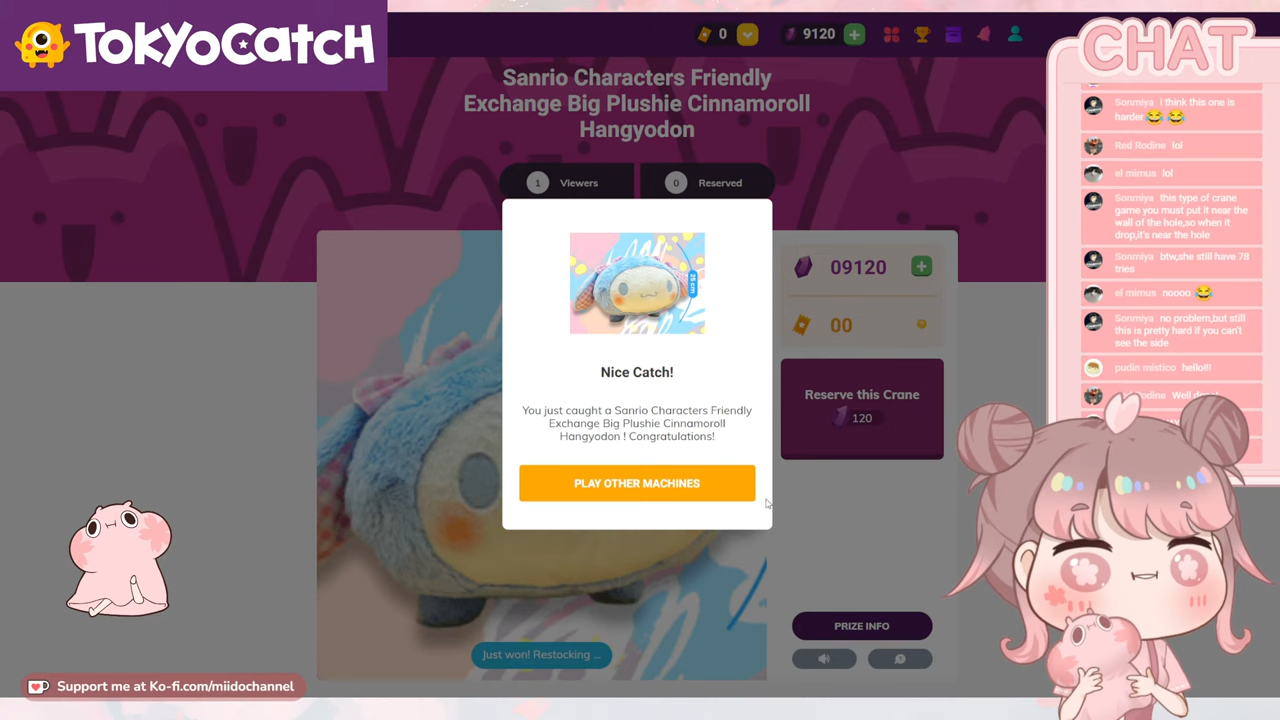 TOKYOCATCH
0
9120
Sanrio Characters Friendly
Exchange Big Plushie Cinnamoroll
Hangyodon
1 Viewers
0 Reserved
25 cm
Nice Catch!
You just caught a Sanrio Characters Friendly
Exchange Big Plushie Cinnamoroll
Hangyodon ! Congratulations!
PLAY OTHER MACHINES
Just won! Restocking ...
09120
00
Reserve this Crane
120
PRIZE INFO
CHAT
Sonmiya i think this one is
harder
Red Rodine lol
el mimus lol
Sonmiya this type of crane
game you must put it near the
wall of the hole,so when it
drop,it's near the hole
Sonmiya btw,she still have 78
tries
el mimus noooo
Sonmiya no problem,but still
this is pretty hard if you can't
see the side
pudin mistico hello!!!
Support me at Ko-fi.com/miidochannel